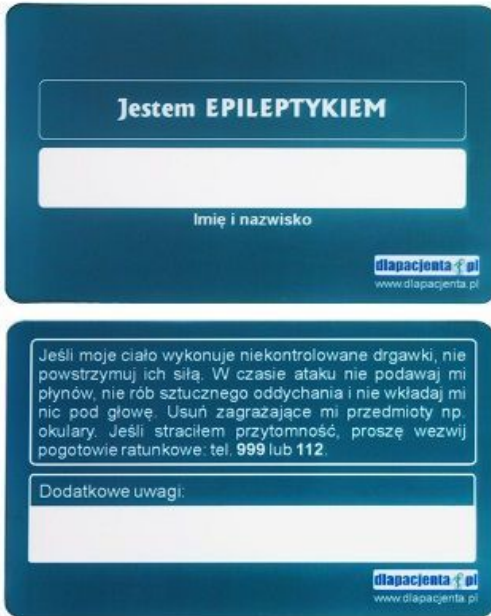 Jestem EPILEPTYKIEM
Imię i nazwisko
dlapacjenta.pl
www.dlapacjenta.pl
Jeśli moje ciało wykonuje niekontrolowane drgawki, nie
powstrzymuj ich siłą. W czasie ataku nie podawaj mi
płynów, nie rób sztucznego oddychania i nie wkładaj mi
nic pod głowę. Usuń zagrażające mi przedmioty np.
okulary. Jeśli straciłem przytomność, proszę wezwij
pogotowie ratunkowe: tel. 999 lub 112.
Dodatkowe uwagi:
dlapacjenta.pl
www.dlapacjenta.pl